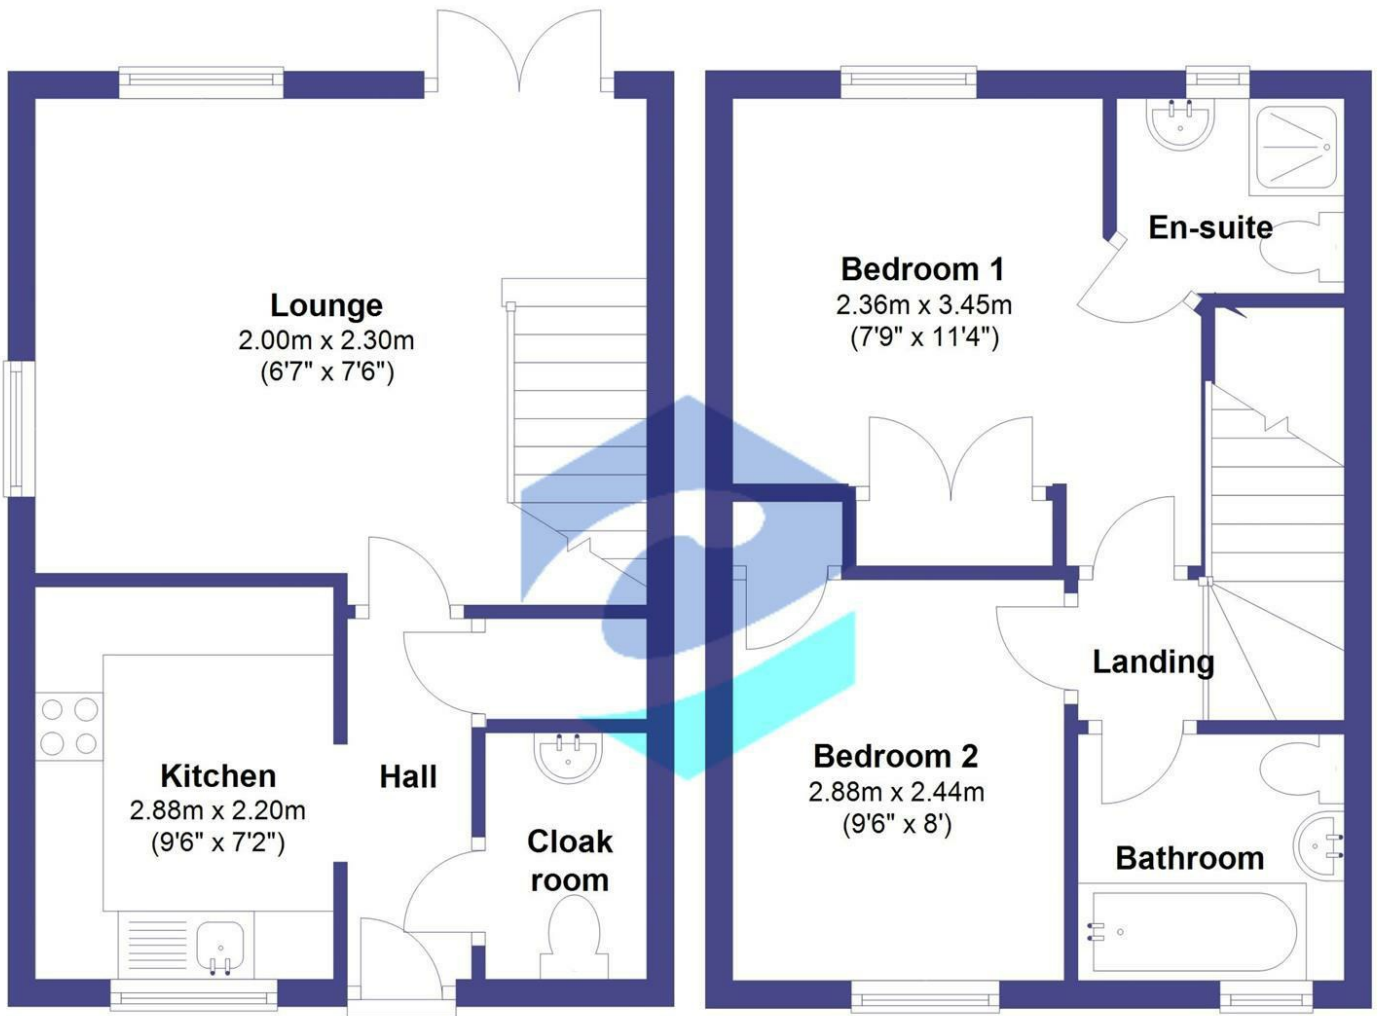 Lounge
2.00m x 2.30m
(6'7" x 7'6")
Kitchen
2.88m x 2.20m
(9'6" x 7'2")
Hall
Cloak
room
Bedroom 1
2.36m x 3.45m
(7'9" x 11'4")
En-suite
Landing
Bedroom 2
2.88m x 2.44m
(9'6" x 8')
Bathroom